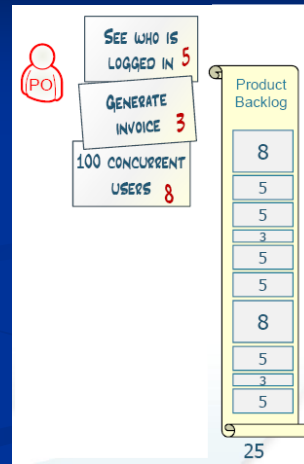 SEE WHO IS
LOGGED IN 5
PO
GENERATE
INVOICE 3
100 CONCURRENT
USERS 8
Product
Backlog
8
5
5
3
5
5
8
5
3
5
25